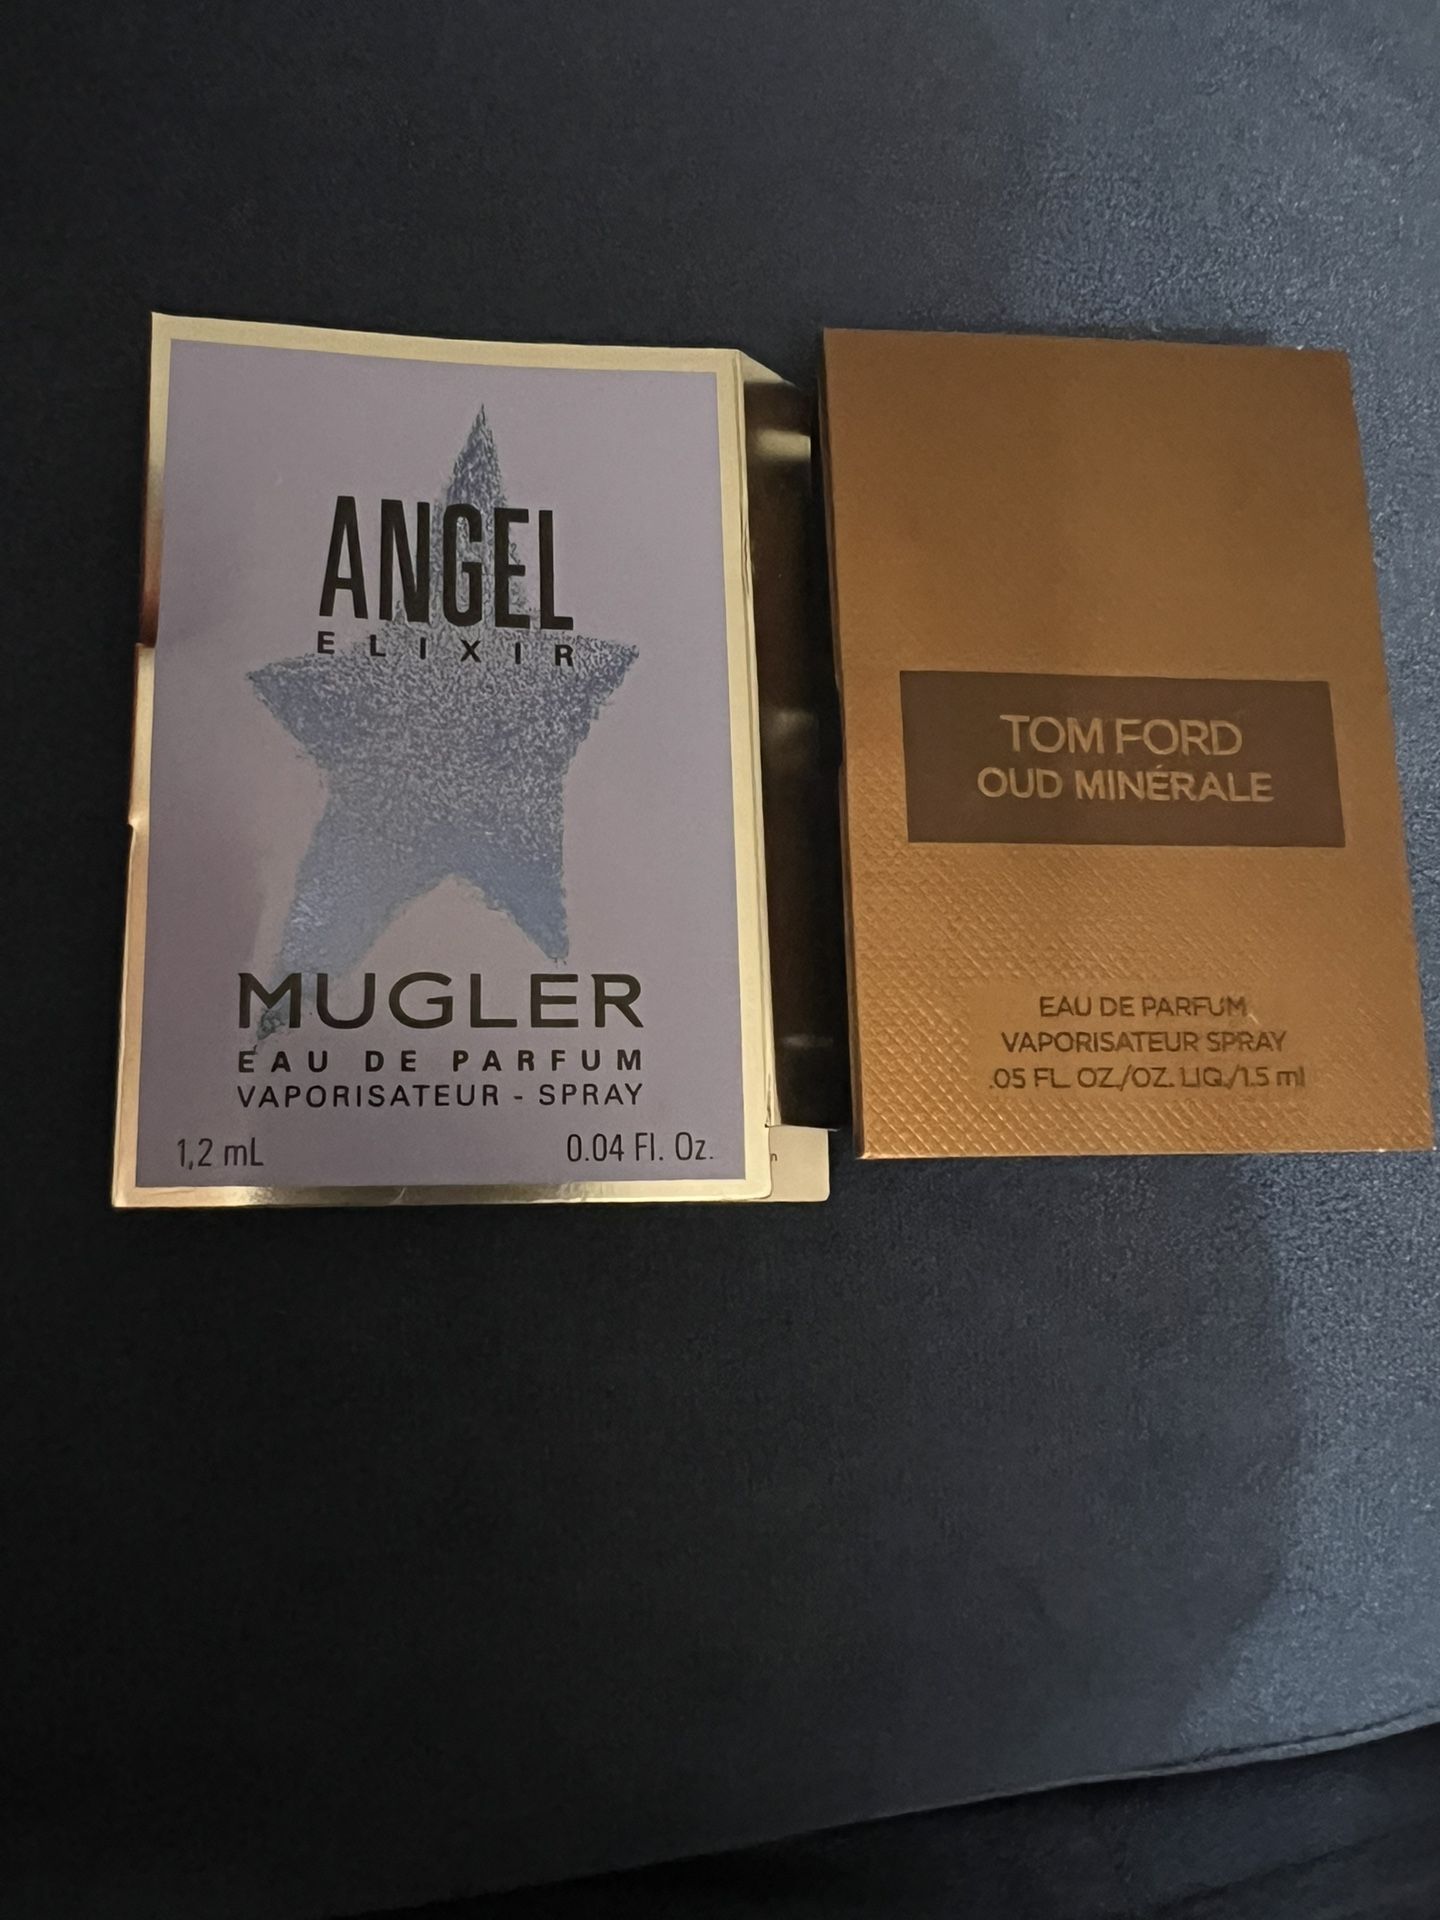 ANGEL
ELIXIR
MUGLER
EAU DE PARFUM
VAPORISATEUR - SPRAY
1,2 mL 0.04 Fl. Oz.
TOM FORD
OUD MINÉRALE
EAU DE PARFUM
VAPORISATEUR SPRAY
.05 FL. OZ./OZ. LIQ./1.5 ml